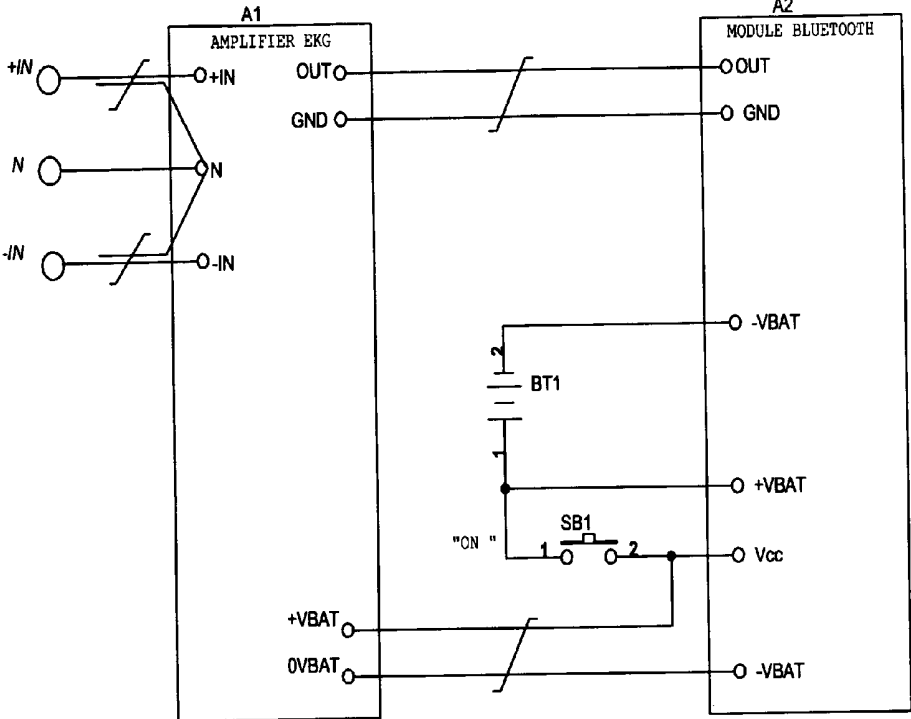 A1
A2
AMPLIFIER EKG
MODULE BLUETOOTH
+IN
+IN
OUT
OUT
GND
GND
N
N
-IN
-IN
-VBAT
2
BT1
1
+VBAT
SB1
"ON "
1
2
Vcc
+VBAT
0VBAT
-VBAT